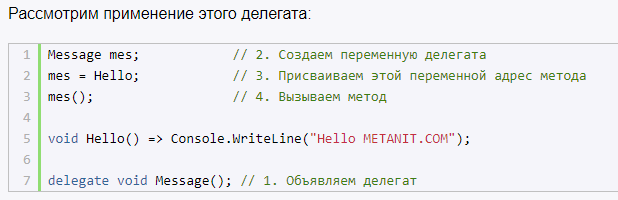 Рассмотрим применение этого делегата:
1 Message mes;            // 2. Создаем переменную делегата
2 mes = Hello;            // 3. Присваиваем этой переменной адрес метода
3 mes();                  // 4. Вызываем метод
4
5 void Hello() => Console.WriteLine("Hello METANIT.COM");
6
7 delegate void Message(); // 1. Объявляем делегат